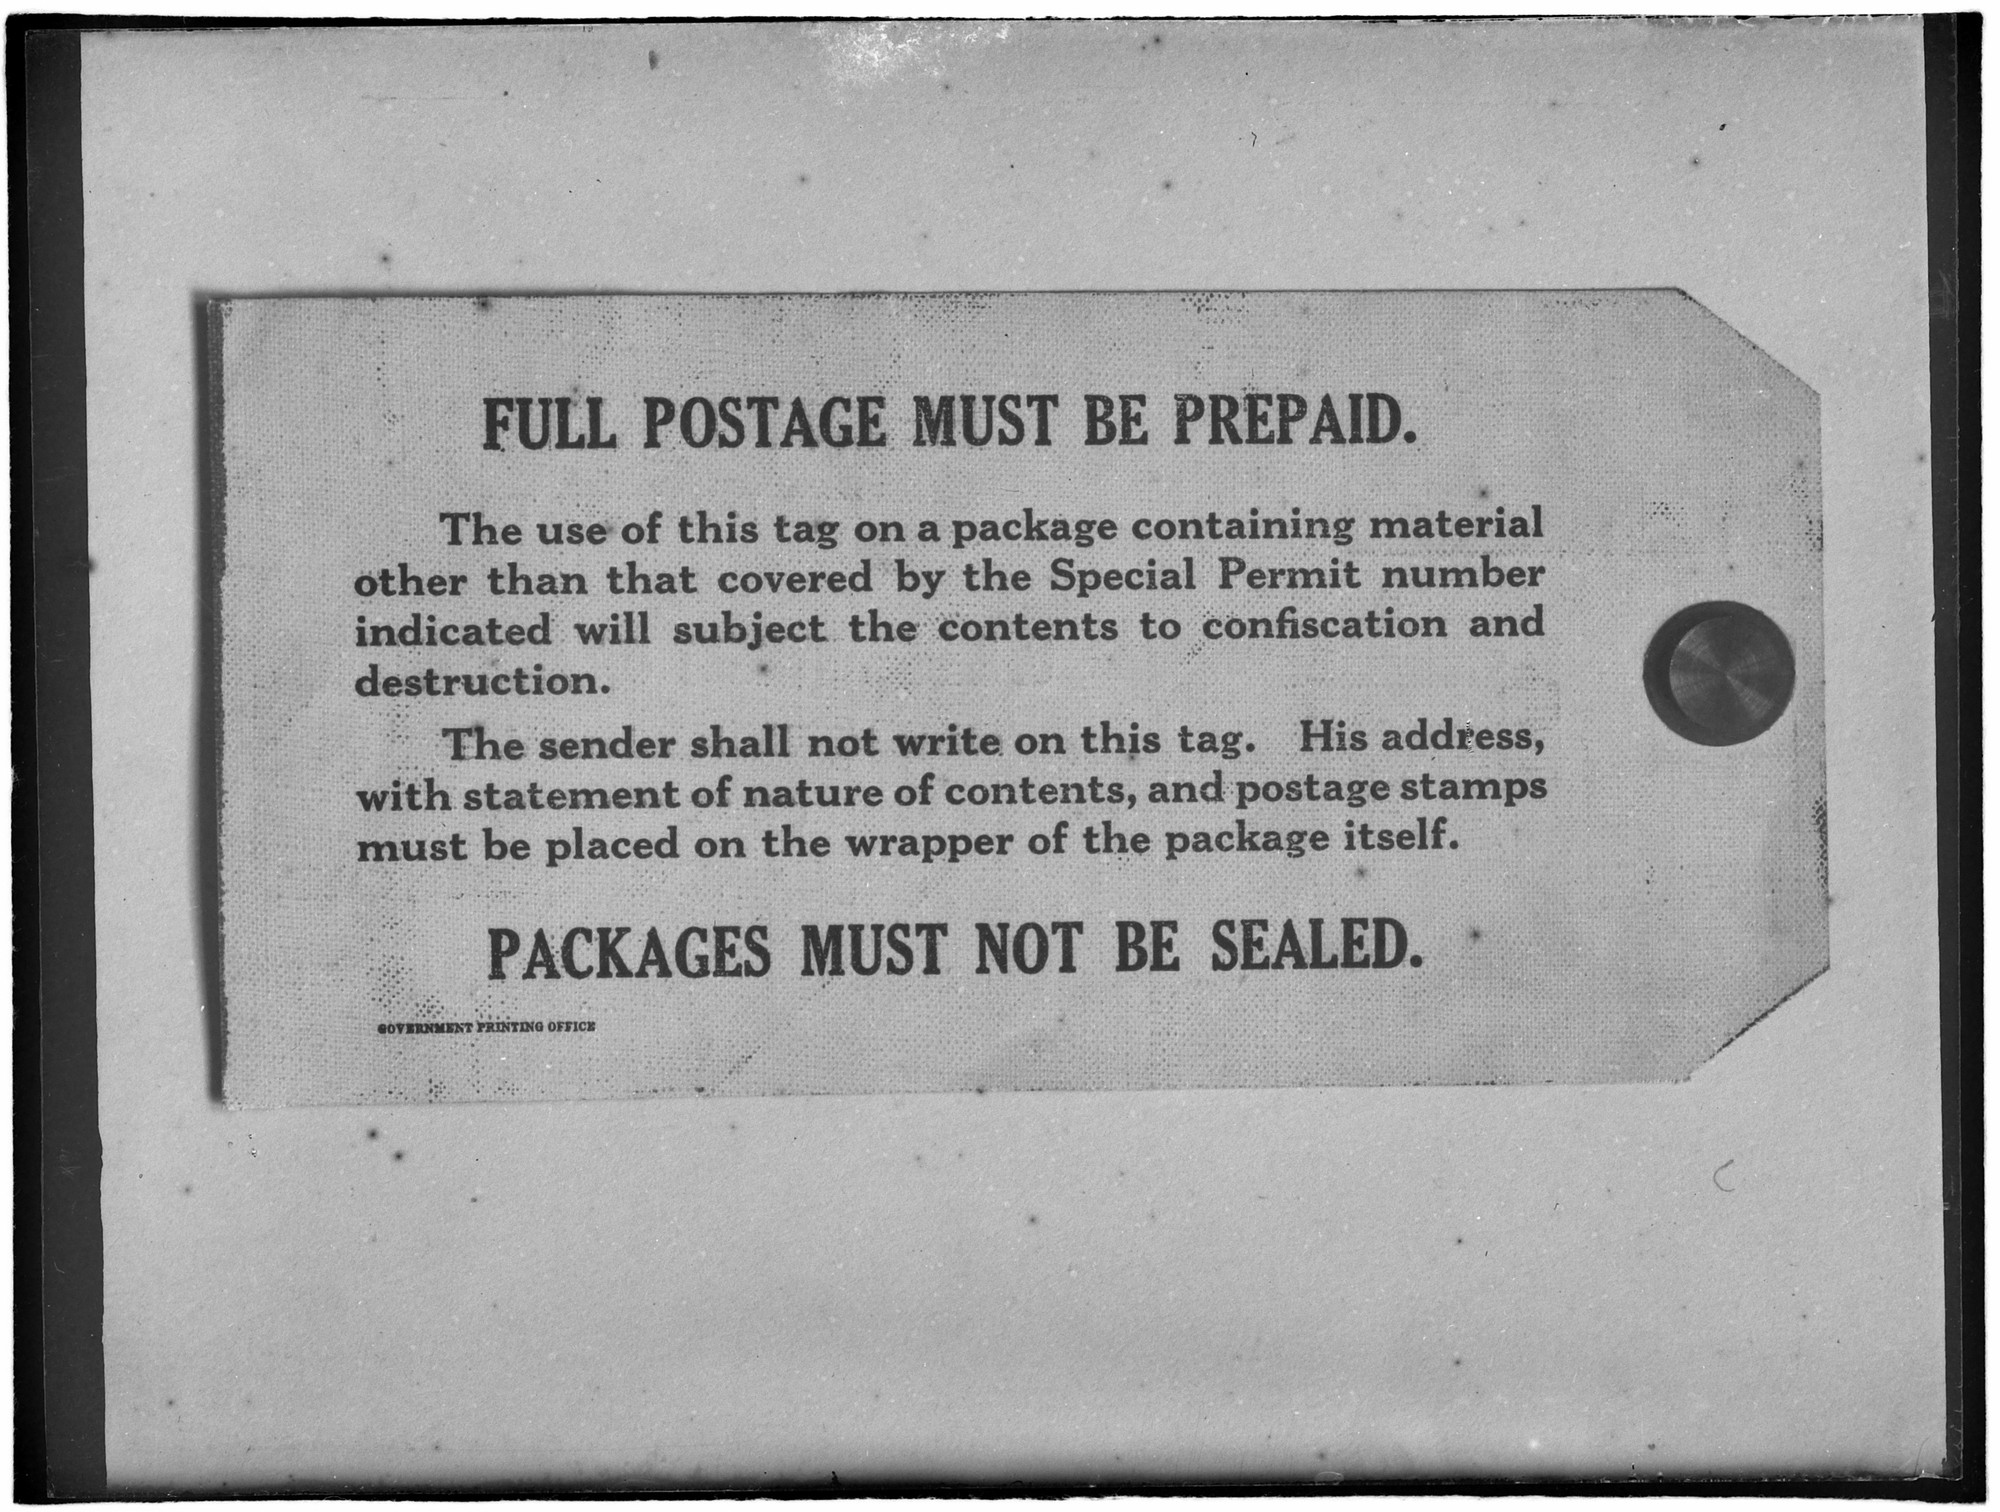 FULL POSTAGE MUST BE PREPAID.
The use of this tag on a package containing material
other than that covered by the Special Permit number
indicated will subject the contents to confiscation and
destruction.
The sender shall not write on this tag. His address,
with statement of nature of contents, and postage stamps
must be placed on the wrapper of the package itself.
PACKAGES MUST NOT BE SEALED.
GOVERNMENT PRINTING OFFICE